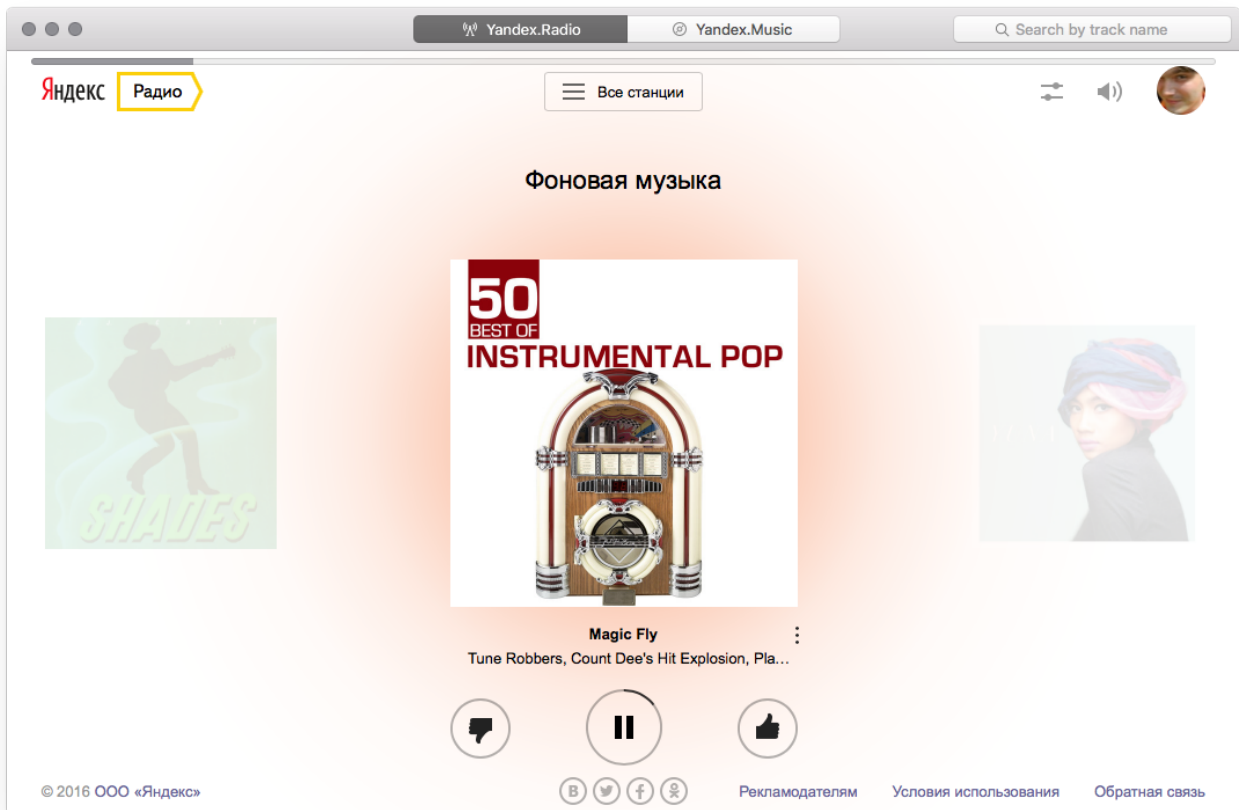 Yandex.Radio
Yandex.Music
Search by track name
Яндекс Радио
Все станции
Фоновая музыка
50
BEST OF
INSTRUMENTAL POP
SHADES
Magic Fly
Tune Robbers, Count Dee's Hit Explosion, Pla...
© 2016 ООО «Яндекс»
Рекламодателям
Условия использования
Обратная связь